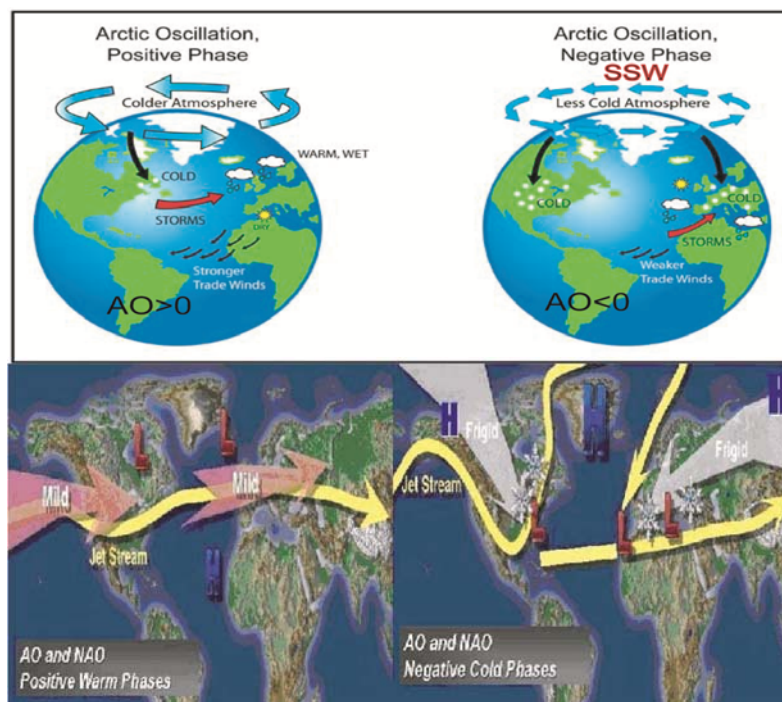 Arctic Oscillation,
Positive Phase
Colder Atmosphere
WARM, WET
COLD
STORMS
DRY
Stronger
Trade Winds
AO>0
Arctic Oscillation,
Negative Phase
SSW
Less Cold Atmosphere
COLD
COLD
STORMS
Weaker
Trade Winds
AO<0
L
L
Mild
Mild
Jet Stream
H
AO and NAO
Positive Warm Phases
H
H
H
Frigid
Frigid
Jet Stream
L
L
L
AO and NAO
Negative Cold Phases